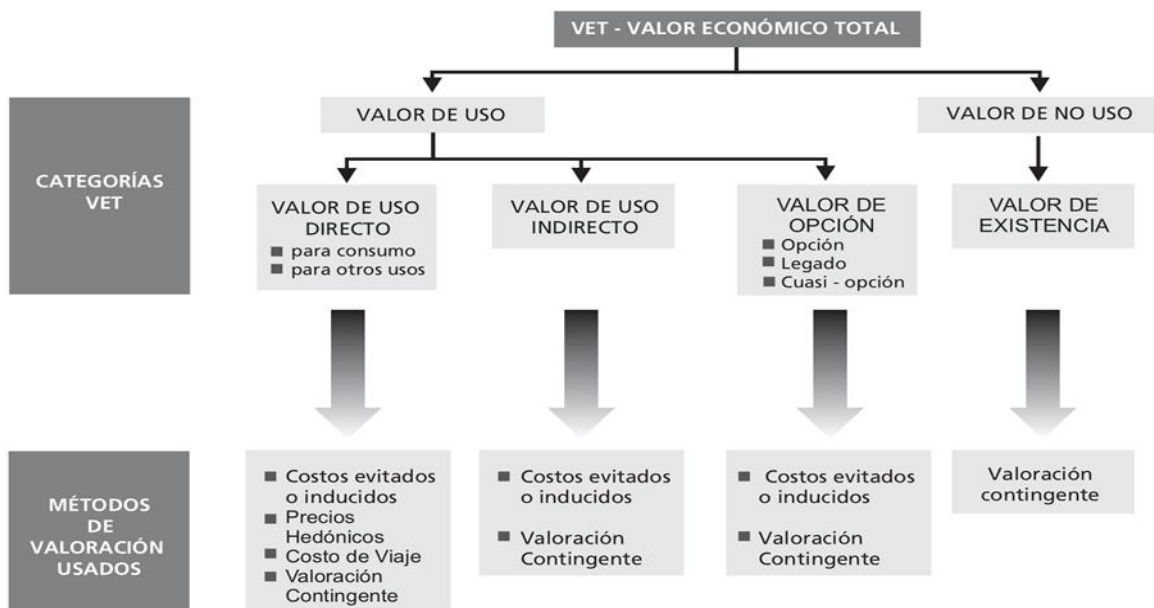 VET - VALOR ECONÓMICO TOTAL
VALOR DE USO
VALOR DE NO USO
CATEGORÍAS
VET
VALOR DE USO
DIRECTO
para consumo
para otros usos
VALOR DE USO
INDIRECTO
VALOR DE
OPCIÓN
Opción
Legado
Cuasi - opción
VALOR DE
EXISTENCIA
MÉTODOS
DE
VALORACIÓN
USADOS
Costos evitados
o inducidos
Precios
Hedónicos
Costo de Viaje
Valoración
Contingente
Costos evitados
o inducidos
Valoración
Contingente
Costos evitados
o inducidos
Valoración
Contingente
Valoración
contingente